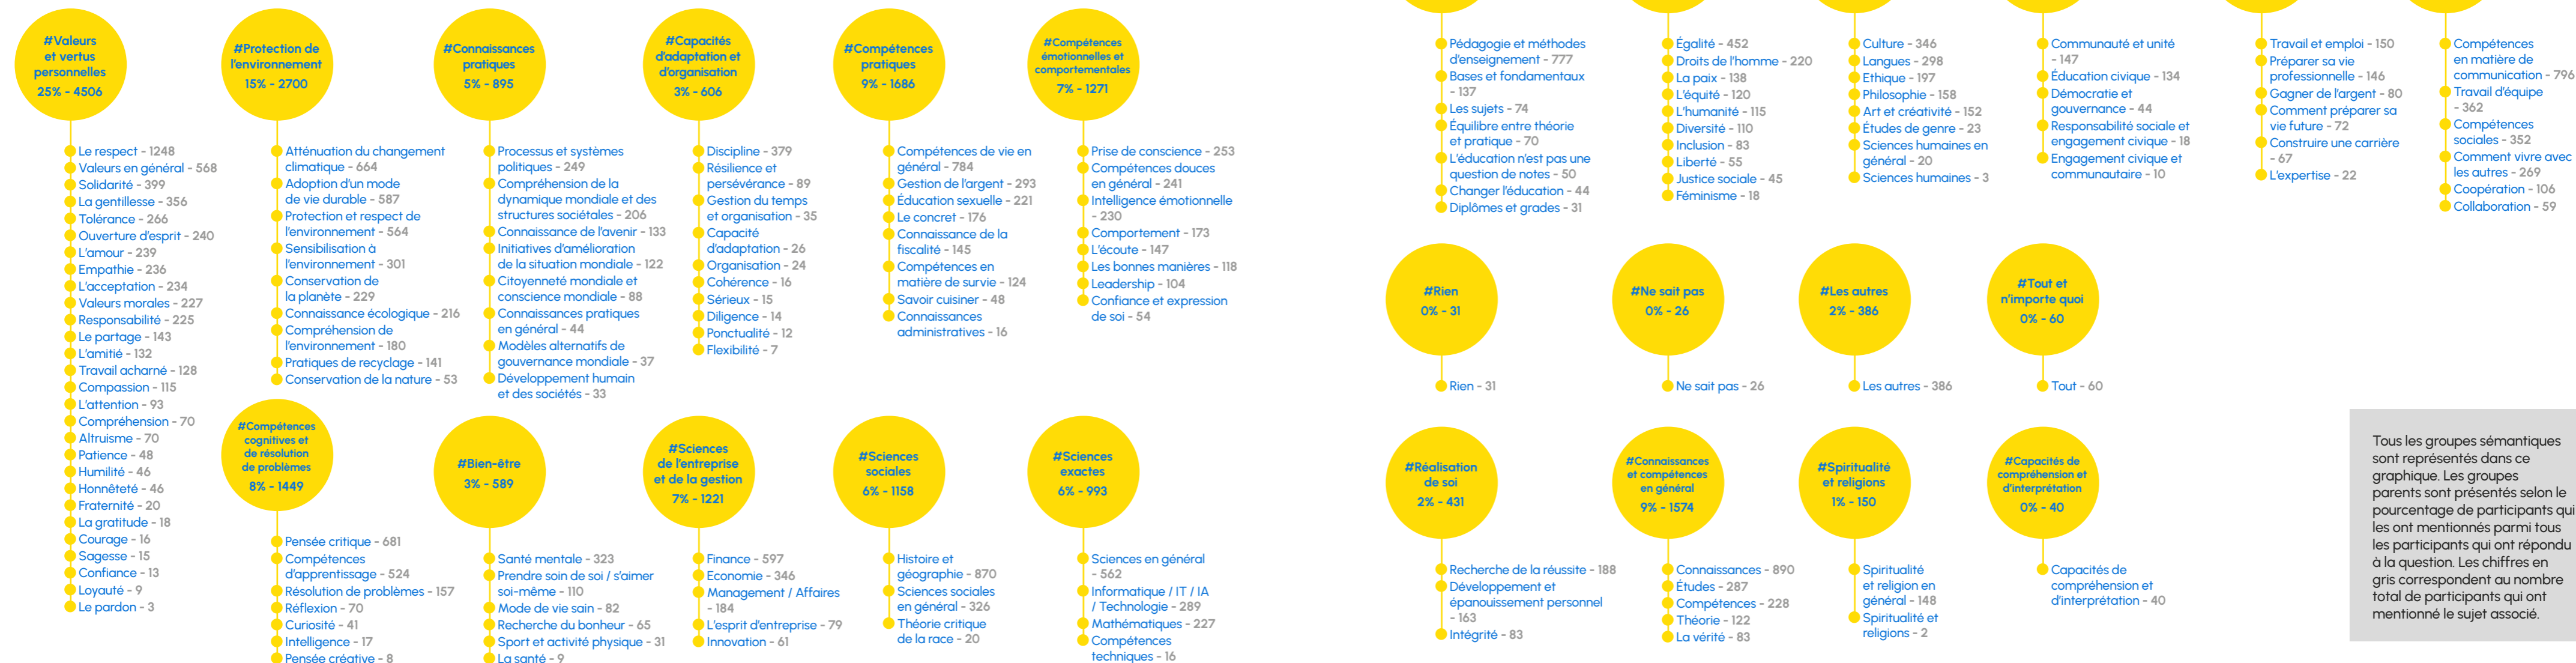 #Valeurs
et vertus
personnelles
25% - 4506
Le respect - 1248
Valeurs en général - 568
Solidarité - 399
La gentillesse - 356
Tolérance - 266
Ouverture d'esprit - 240
L'amour - 239
Empathie - 236
L'acceptation - 234
Valeurs morales - 227
Responsabilité - 225
Le partage - 143
L'amitié - 132
Travail acharné - 128
Compassion - 115
L'attention - 93
Compréhension - 70
Altruisme - 70
Patience - 48
Humilité - 46
Honnêteté - 46
Fraternité - 20
La gratitude - 18
Courage - 16
Sagesse - 15
Confiance - 13
Loyauté - 9
Le pardon - 3
#Protection de
l'environnement
15% - 2700
Atténuation du changement
climatique - 664
Adoption d'un mode
de vie durable - 587
Protection et respect de
l'environnement - 564
Sensibilisation à
l'environnement - 301
Conservation de
la planète - 229
Connaissance écologique - 216
Compréhension de
l'environnement - 180
Pratiques de recyclage - 141
Conservation de la nature - 53
#Connaissances
pratiques
5% - 895
Processus et systèmes
politiques - 249
Compréhension de la
dynamique mondiale et des
structures sociétales - 206
Connaissance de l'avenir - 133
Initiatives d'amélioration
de la situation mondiale - 122
Citoyenneté mondiale et
conscience mondiale - 88
Connaissances pratiques
en général - 44
Modèles alternatifs de
gouvernance mondiale - 37
Développement humain
et des sociétés - 33
#Capacités
d'adaptation et
d'organisation
3% - 606
Discipline - 379
Résilience et
persévérance - 89
Gestion du temps
et organisation - 35
Capacité
d'adaptation - 26
Organisation - 24
Cohérence - 16
Sérieux - 15
Diligence - 14
Ponctualité - 12
Flexibilité - 7
#Compétences
pratiques
9% - 1686
Compétences de vie en
général - 784
Gestion de l'argent - 293
Éducation sexuelle - 221
Le concret - 176
Connaissance de la
fiscalité - 145
Compétences en
matière de survie - 124
Savoir cuisiner - 48
Connaissances
administratives - 16
#Compétences
émotionnelles et
comportementales
7% - 1271
Prise de conscience - 253
Compétences douces
en général - 241
Intelligence émotionnelle
- 230
Comportement - 173
L'écoute - 147
Les bonnes manières - 118
Leadership - 104
Confiance et expression
de soi - 54
#Compétences
cognitives et
de résolution
de problèmes
8% - 1449
Pensée critique - 681
Compétences
d'apprentissage - 524
Résolution de problèmes - 157
Réflexion - 70
Curiosité - 41
Intelligence - 17
Pensée créative - 8
#Bien-être
3% - 589
Santé mentale - 323
Prendre soin de soi / s'aimer
soi-même - 110
Mode de vie sain - 82
Recherche du bonheur - 65
Sport et activité physique - 31
La santé - 9
#Sciences
de l'entreprise
et de la gestion
7% - 1221
Finance - 597
Economie - 346
Management / Affaires
- 184
L'esprit d'entreprise - 79
Innovation - 61
#Sciences
sociales
6% - 1158
Histoire et
géographie - 870
Sciences sociales
en général - 326
Théorie critique
de la race - 20
#Sciences
exactes
6% - 993
Sciences en général
- 562
Informatique / IT / IA
/ Technologie - 289
Mathématiques - 227
Compétences
techniques - 16
Pédagogie et méthodes
d'enseignement - 777
Bases et fondamentaux
- 137
Les sujets - 74
Équilibre entre théorie
et pratique - 70
L'éducation n'est pas une
question de notes - 50
Changer l'éducation - 44
Diplômes et grades - 31
Égalité - 452
Droits de l'homme - 220
La paix - 138
L'équité - 120
L'humanité - 115
Diversité - 110
Inclusion - 83
Liberté - 55
Justice sociale - 45
Féminisme - 18
Culture - 346
Langues - 298
Ethique - 197
Philosophie - 158
Art et créativité - 152
Études de genre - 23
Sciences humaines en
général - 20
Sciences humaines - 3
Communauté et unité
- 147
Éducation civique - 134
Démocratie et
gouvernance - 44
Responsabilité sociale et
engagement civique - 18
Engagement civique et
communautaire - 10
Travail et emploi - 150
Préparer sa vie
professionnelle - 146
Gagner de l'argent - 80
Comment préparer sa
vie future - 72
Construire une carrière
- 67
L'expertise - 22
Compétences
en matière de
communication - 796
Travail d'équipe
- 362
Compétences
sociales - 352
Comment vivre avec
les autres - 269
Coopération - 106
Collaboration - 59
#Rien
0% - 31
Rien - 31
#Ne sait pas
0% - 26
Ne sait pas - 26
#Les autres
2% - 386
Les autres - 386
#Tout et
n'importe quoi
0% - 60
Tout - 60
#Réalisation
de soi
2% - 431
Recherche de la réussite - 188
Développement et
épanouissement personnel
- 163
Intégrité - 83
#Connaissances
et compétences
en général
9% - 1574
Connaissances - 890
Études - 287
Compétences - 228
Théorie - 122
La vérité - 83
#Spiritualité
et religions
1% - 150
Spiritualité
et religion en
général - 148
Spiritualité et
religions - 2
#Capacités de
compréhension et
d'interprétation
0% - 40
Capacités de
compréhension et
d'interprétation - 40
Tous les groupes sémantiques
sont représentés dans ce
graphique. Les groupes
parents sont présentés selon le
pourcentage de participants qui
les ont mentionnés parmi tous
les participants qui ont répondu
à la question. Les chiffres en
gris correspondent au nombre
total de participants qui ont
mentionné le sujet associé.